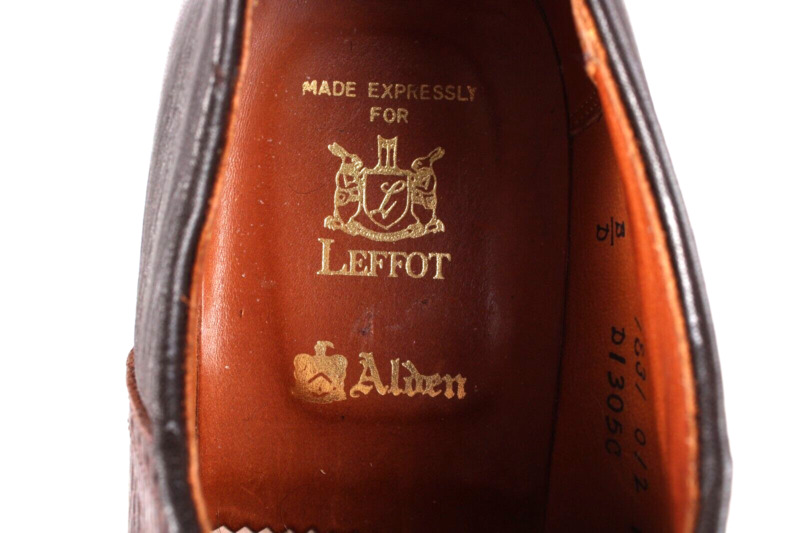 MADE EXPRESSLY
FOR
L
LEFFOT
Alden
B
D
D13050